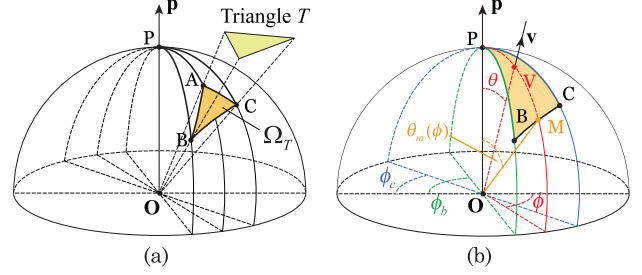 p
Triangle T
P
A
C
B
Ω_T
O
(a)
p
v
P
θ
V
C
B
M
θ_m(ϕ)
ϕ_c
ϕ_b
O
ϕ
(b)